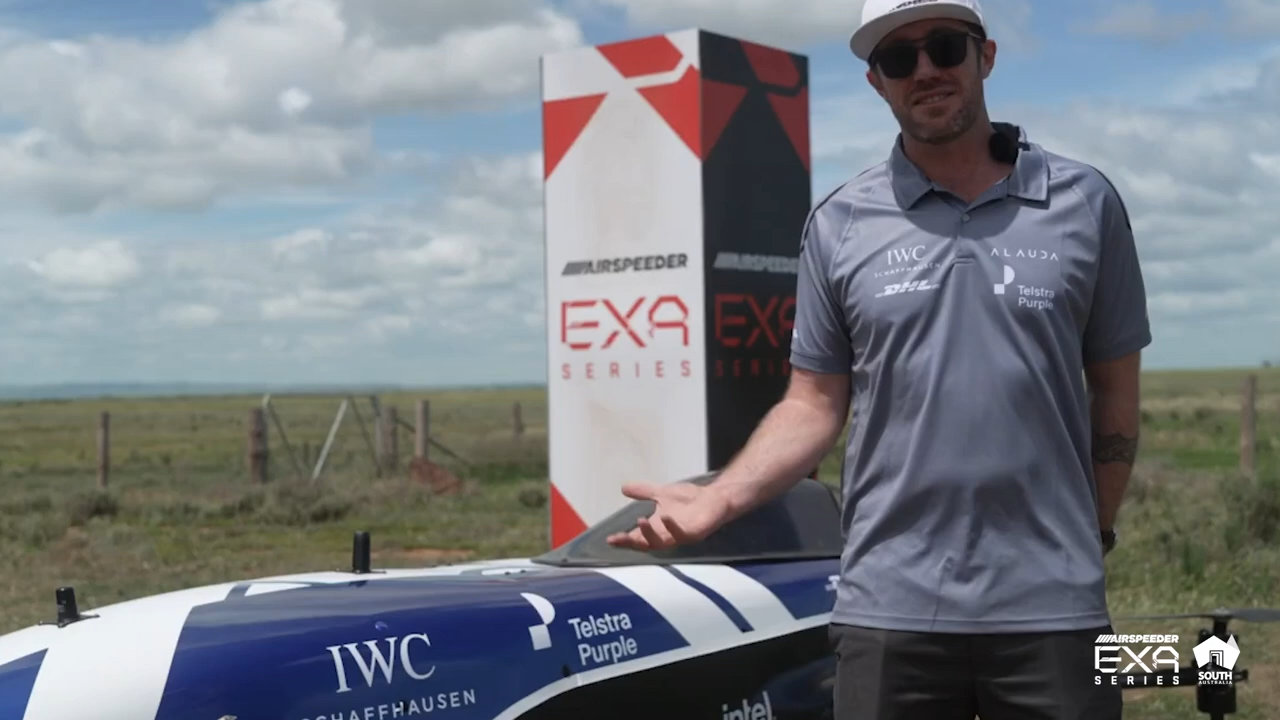 AIRSPEEDER
EXA
SERIES
AIRSPEEDER
EXA
SERIES
IWC
SCHAFFHAUSEN
DHL
ALAUDA
Telstra
Purple
Telstra
Purple
IWC
SCHAFFHAUSEN
intel.
AIRSPEEDER
EXA
SERIES
SOUTH
AUSTRALIA